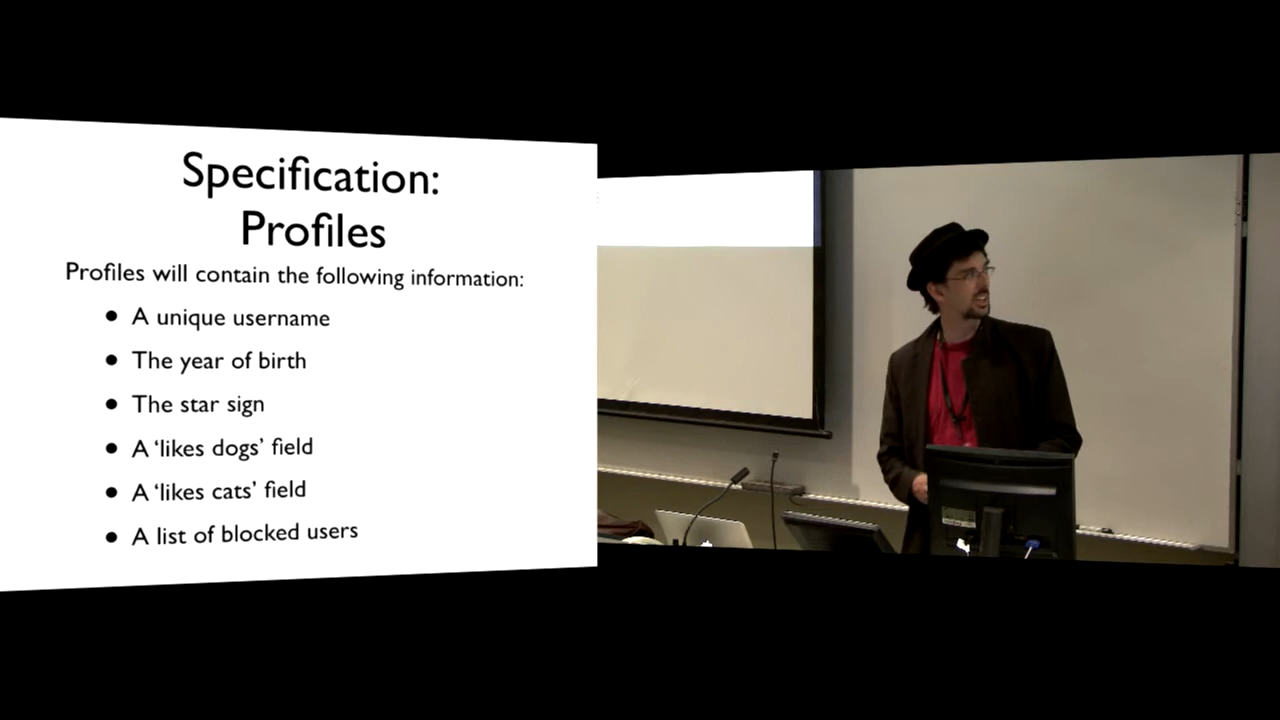 Specification:
Profiles
Profiles will contain the following information:
• A unique username
• The year of birth
• The star sign
• A ‘likes dogs’ field
• A ‘likes cats’ field
• A list of blocked users